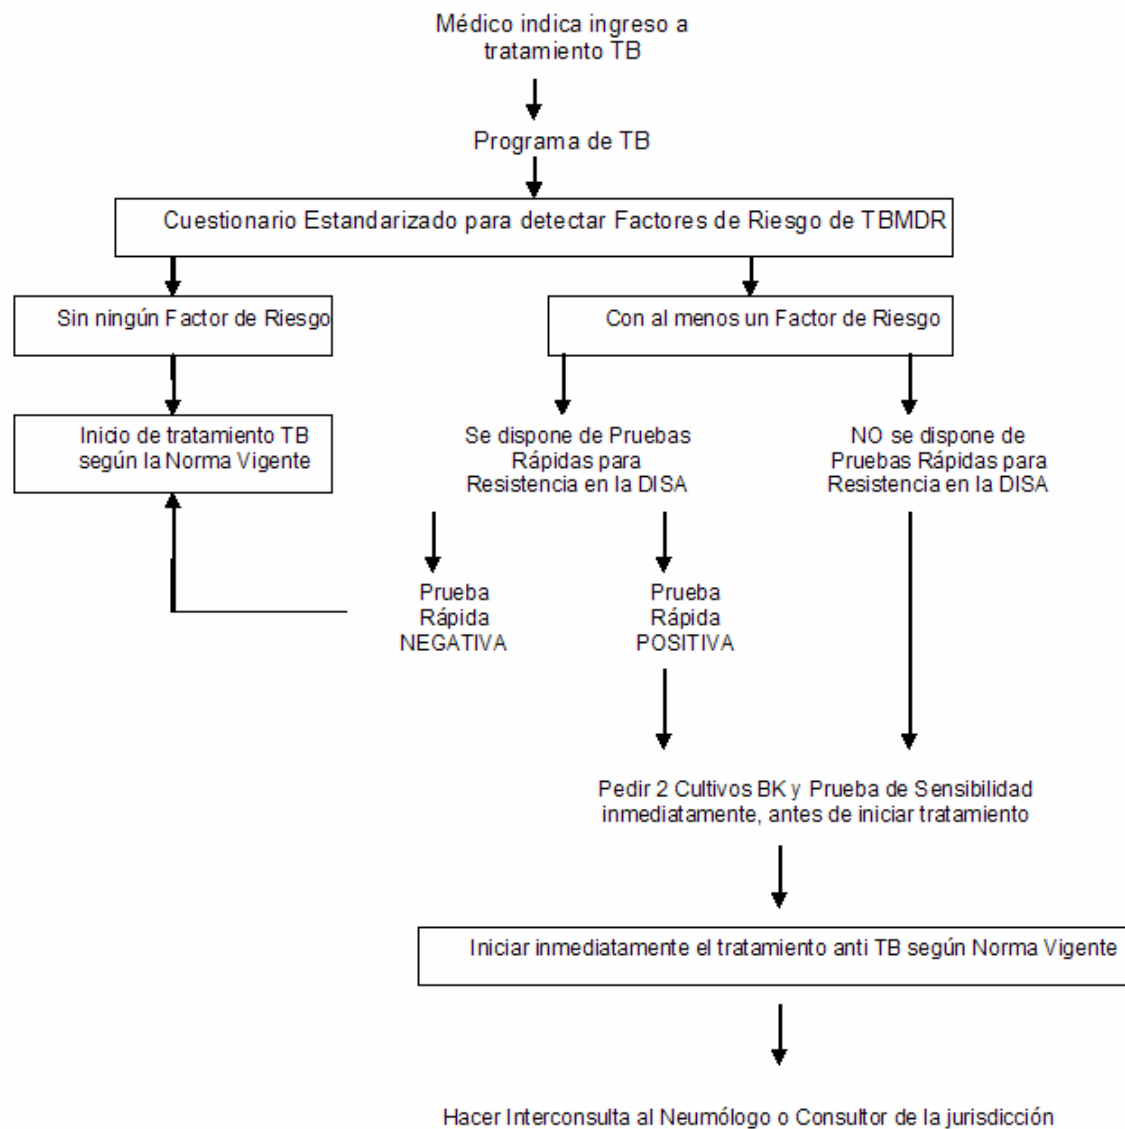 Médico indica ingreso a
tratamiento TB
Programa de TB
Cuestionario Estandarizado para detectar Factores de Riesgo de TBMDR
Sin ningún Factor de Riesgo
Con al menos un Factor de Riesgo
Inicio de tratamiento TB
según la Norma Vigente
Se dispone de Pruebas
Rápidas para
Resistencia en la DISA
NO se dispone de
Pruebas Rápidas para
Resistencia en la DISA
Prueba
Rápida
NEGATIVA
Prueba
Rápida
POSITIVA
Pedir 2 Cultivos BK y Prueba de Sensibilidad
inmediatamente, antes de iniciar tratamiento
Iniciar inmediatamente el tratamiento anti TB según Norma Vigente
Hacer Interconsulta al Neumólogo o Consultor de la jurisdicción